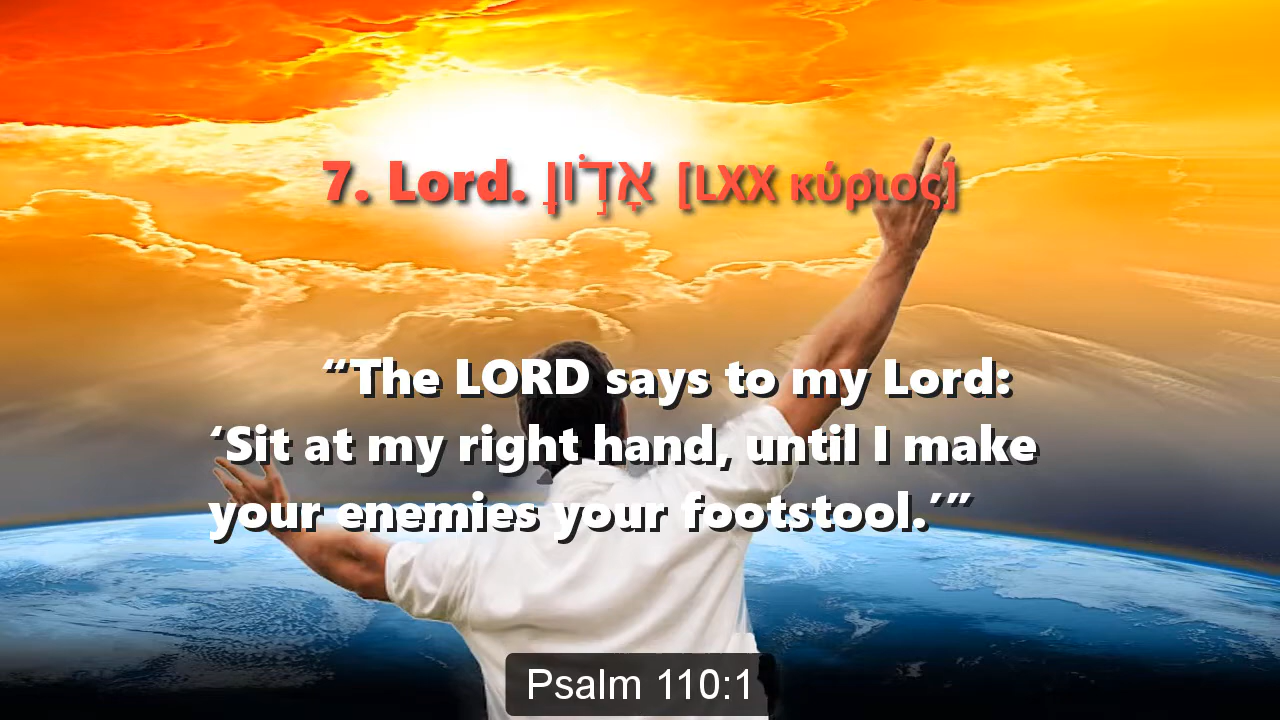 7. Lord. אָדֹ֣ון [LXX κύριος]
“The LORD says to my Lord:
‘Sit at my right hand, until I make
your enemies your footstool.’”
Psalm 110:1